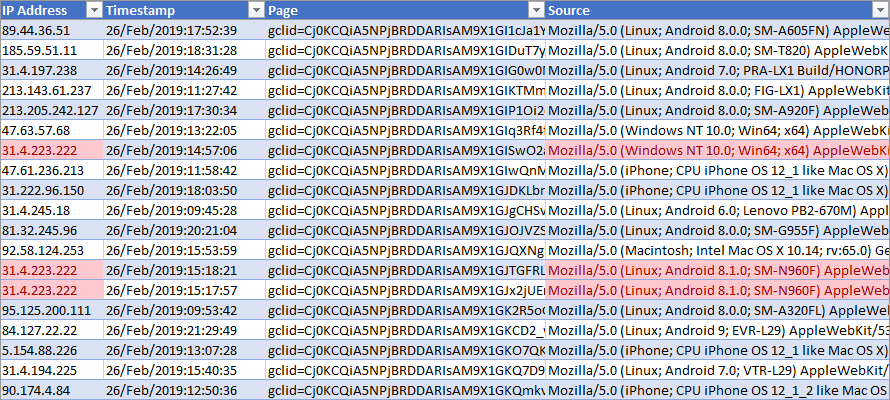 IP Address Timestamp Page Source
89.44.36.51 26/Feb/2019:17:52:39 gclid=Cj0KCQiA5NPjBRDDARIsAM9X1GI1cJa1Y Mozilla/5.0 (Linux; Android 8.0.0; SM-A605FN) AppleWe
185.59.51.11 26/Feb/2019:18:31:28 gclid=Cj0KCQiA5NPjBRDDARIsAM9X1GIDuT7y Mozilla/5.0 (Linux; Android 8.0.0; SM-T820) AppleWebK
31.4.197.238 26/Feb/2019:14:26:49 gclid=Cj0KCQiA5NPjBRDDARIsAM9X1GIG0w0 Mozilla/5.0 (Linux; Android 7.0; PRA-LX1 Build/HONORP
213.143.61.237 26/Feb/2019:11:27:42 gclid=Cj0KCQiA5NPjBRDDARIsAM9X1GIKTMm Mozilla/5.0 (Linux; Android 8.0.0; FIG-LX1) AppleWebKi
213.205.242.127 26/Feb/2019:17:30:34 gclid=Cj0KCQiA5NPjBRDDARIsAM9X1GIP1Oi2 Mozilla/5.0 (Linux; Android 8.0.0; SM-A920F) AppleWeb
47.63.57.68 26/Feb/2019:13:22:05 gclid=Cj0KCQiA5NPjBRDDARIsAM9X1GIq3Rf4 Mozilla/5.0 (Windows NT 10.0; Win64; x64) AppleWebKi
31.4.223.222 26/Feb/2019:14:57:06 gclid=Cj0KCQiA5NPjBRDDARIsAM9X1GISwO2 Mozilla/5.0 (Windows NT 10.0; Win64; x64) AppleWebKi
47.61.236.213 26/Feb/2019:11:58:42 gclid=Cj0KCQiA5NPjBRDDARIsAM9X1GIwQnM Mozilla/5.0 (iPhone; CPU iPhone OS 12_1 like Mac OS X)
31.222.96.150 26/Feb/2019:18:03:50 gclid=Cj0KCQiA5NPjBRDDARIsAM9X1GJDKLbr Mozilla/5.0 (iPhone; CPU iPhone OS 12_1 like Mac OS X)
31.4.245.18 26/Feb/2019:09:45:28 gclid=Cj0KCQiA5NPjBRDDARIsAM9X1GJgCHSv Mozilla/5.0 (Linux; Android 6.0; Lenovo PB2-670M) Appl
81.32.245.96 26/Feb/2019:20:21:04 gclid=Cj0KCQiA5NPjBRDDARIsAM9X1GJOJVZS Mozilla/5.0 (Linux; Android 8.0.0; SM-G955F) AppleWeb
92.58.124.253 26/Feb/2019:15:53:59 gclid=Cj0KCQiA5NPjBRDDARIsAM9X1GJQXNg Mozilla/5.0 (Macintosh; Intel Mac OS X 10.14; rv:65.0) Ge
31.4.223.222 26/Feb/2019:15:18:21 gclid=Cj0KCQiA5NPjBRDDARIsAM9X1GJTGFRL Mozilla/5.0 (Linux; Android 8.1.0; SM-N960F) AppleWeb
31.4.223.222 26/Feb/2019:15:17:57 gclid=Cj0KCQiA5NPjBRDDARIsAM9X1GJx2jUE Mozilla/5.0 (Linux; Android 8.1.0; SM-N960F) AppleWeb
95.125.200.111 26/Feb/2019:09:53:42 gclid=Cj0KCQiA5NPjBRDDARIsAM9X1GK2R5o Mozilla/5.0 (Linux; Android 8.0.0; SM-A320FL) AppleWeb
84.127.22.22 26/Feb/2019:21:29:49 gclid=Cj0KCQiA5NPjBRDDARIsAM9X1GKCD2_ Mozilla/5.0 (Linux; Android 9; EVR-L29) AppleWebKit/53
5.154.88.226 26/Feb/2019:13:07:28 gclid=Cj0KCQiA5NPjBRDDARIsAM9X1GKO7QK Mozilla/5.0 (iPhone; CPU iPhone OS 12_1 like Mac OS X)
31.4.194.225 26/Feb/2019:15:40:35 gclid=Cj0KCQiA5NPjBRDDARIsAM9X1GKQ7D9 Mozilla/5.0 (Linux; Android 7.0; VTR-L29) AppleWebKit/
90.174.4.84 26/Feb/2019:12:50:36 gclid=Cj0KCQiA5NPjBRDDARIsAM9X1GKQmkv Mozilla/5.0 (iPhone; CPU iPhone OS 12_1_2 like Mac OS